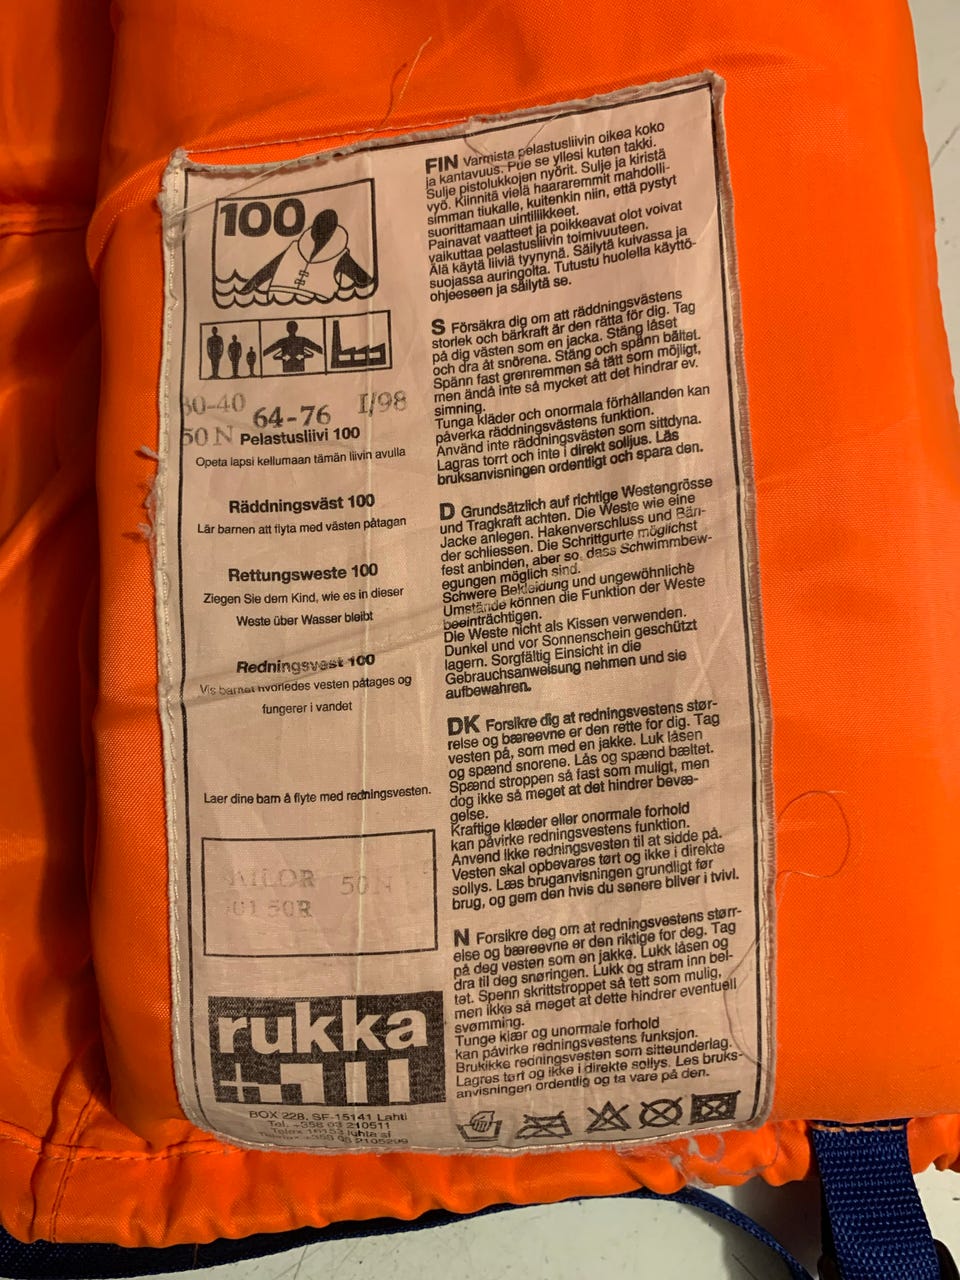 100
30-40 64-76 I/98
50 N Pelastusliivi 100
Opeta lapsi kellumaan tämän liivin avulla
Räddningsväst 100
Lär barnen att flyta med västen påtagan
Rettungsweste 100
Ziegen Sie dem Kind, wie es in dieser
Weste über Wasser bleibt
Redningsvest 100
Vis barnet hvorledes vesten påtages og
fungerer i vandet
Laer dine barn å flyte med redningsvesten.
50 N
50R
rukka
BOX 228, SF-15141 Lahti
Tel. +358 03 210511
FIN Varmista pelastusliivin oikea koko
ja kantavuus. Pue se yllesi kuten takki.
Sulje pistolukkojen nyörit. Sulje ja kiristä
vyö. Kiinnitä vielä haararemmit mahdolli-
simman tiukalle, kuitenkin niin, että pystyt
suorittamaan uintiliikkeet.
Painavat vaatteet ja poikkeavat olot voivat
vaikuttaa pelastusliivin toimivuuteen.
Älä käytä liiviä tyynynä. Säilytä kuivassa ja
suojassa auringolta. Tutustu huolella käyttö-
ohjeeseen ja säilytä se.
S Försäkra dig om att räddningsvästens
storlek och bärkraft är den rätta för dig. Tag
på dig västen som en jacka. Stäng låset
och dra åt snörena. Stäng och spänn bältet.
Spänn fast grenremmen så tätt som möjligt,
men ändå inte så mycket att det hindrar ev.
simning.
Tunga kläder och onormala förhållanden kan
påverka räddningsvästens funktion.
Använd inte räddningsvästen som sittdyna.
Lagras torrt och inte i direkt solljus. Läs
bruksanvisningen ordentligt och spara den.
D Grundsätzlich auf richtige Westengrösse
und Tragkraft achten. Die Weste wie eine
Jacke anlegen. Hakenverschluss und Bän-
der schliessen. Die Schrittgurte möglichst
fest anbinden, aber so, dass Schwimmbew-
egungen möglich sind.
Schwere Bekleidung und ungewöhnliche
Umstände können die Funktion der Weste
beeinträchtigen.
Die Weste nicht als Kissen verwenden.
Dunkel und vor Sonnenschein geschützt
lagern. Sorgfältig Einsicht in die
Gebrauchsanweisung nehmen und sie
aufbewahren.
DK Forsikre dig at redningsvestens stør-
relse og bæreevne er den rette for dig. Tag
vesten på, som med en jakke. Luk låsen
og spænd snorene. Lås og spænd bæltet.
Spænd stroppen så fast som muligt, men
dog ikke så meget at det hindrer bevæ-
gelse.
Kraftige klæder eller onormale forhold
kan påvirke redningsvestens funktion.
Anvend ikke redningsvesten til at sidde på.
Vesten skal opbevares tørt og ikke i direkte
sollys. Læs bruganvisningen grundligt før
brug, og gem den hvis du senere bliver i tvivl.
N Forsikre deg om at redningsvestens størr-
else og bæreevne er den riktige for deg. Tag
på deg vesten som en jakke. Lukk låsen og
dra til deg snøringen. Lukk og stram inn bel-
tet. Spenn skrittstroppet så tett som mulig,
men ikke så meget at dette hindrer eventuell
svømming.
Tunge klær og unormale forhold
kan påvirke redningsvestens funksjon.
Brukikke redningsvesten som sitteunderlag.
Lagres tørt og ikke i direkte sollys. Les bruks-
anvisningen ordentlig og ta vare på den.